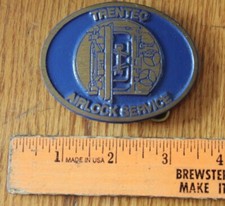 TRENTEC
AIRLOCK SERVICE
1 MADE IN USA 2 3 4
BREWSTER
MAKE IT